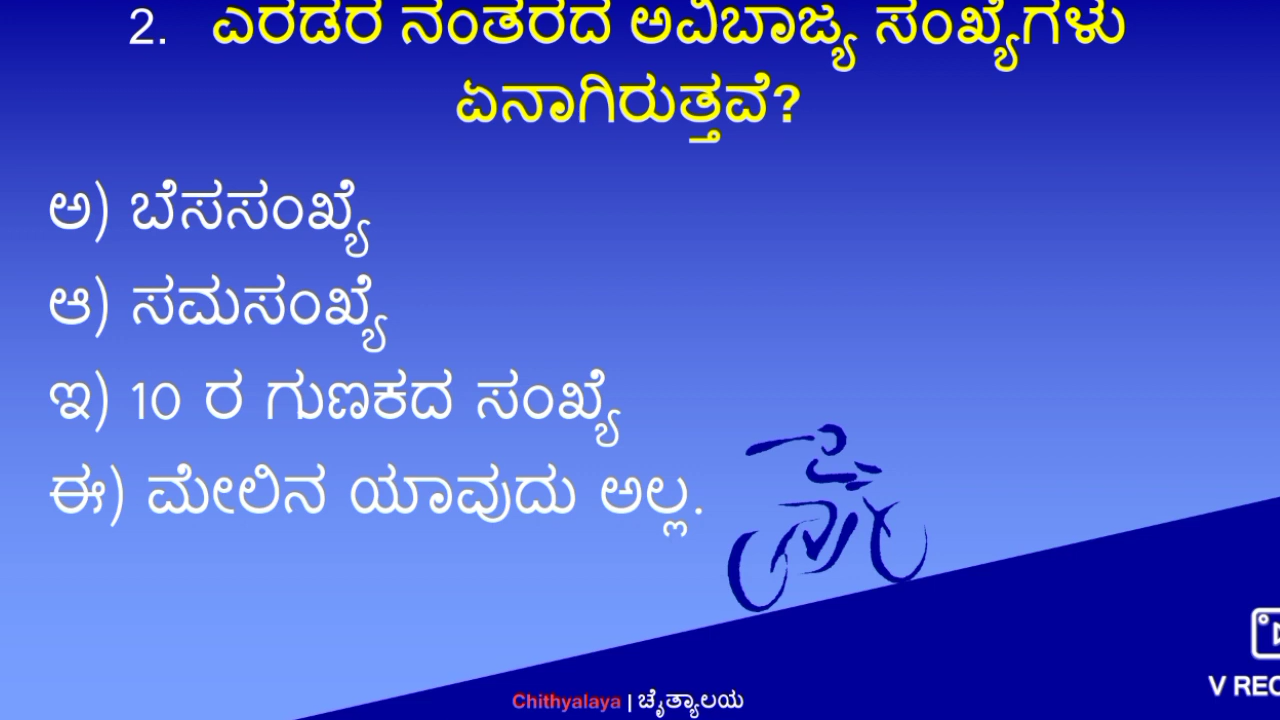 2. ಎರಡರ ನಂತರದ ಅವಿಬಾಜ್ಯ ಸಂಖ್ಯೆಗಳು
ಏನಾಗಿರುತ್ತವೆ?
ಅ) ಬೆಸಸಂಖ್ಯೆ
ಆ) ಸಮಸಂಖ್ಯೆ
ಇ) 10 ರ ಗುಣಕದ ಸಂಖ್ಯೆ
ಈ) ಮೇಲಿನ ಯಾವುದು ಅಲ್ಲ.
V REC
Chithyalaya | ಚೈತ್ಯಾಲಯ